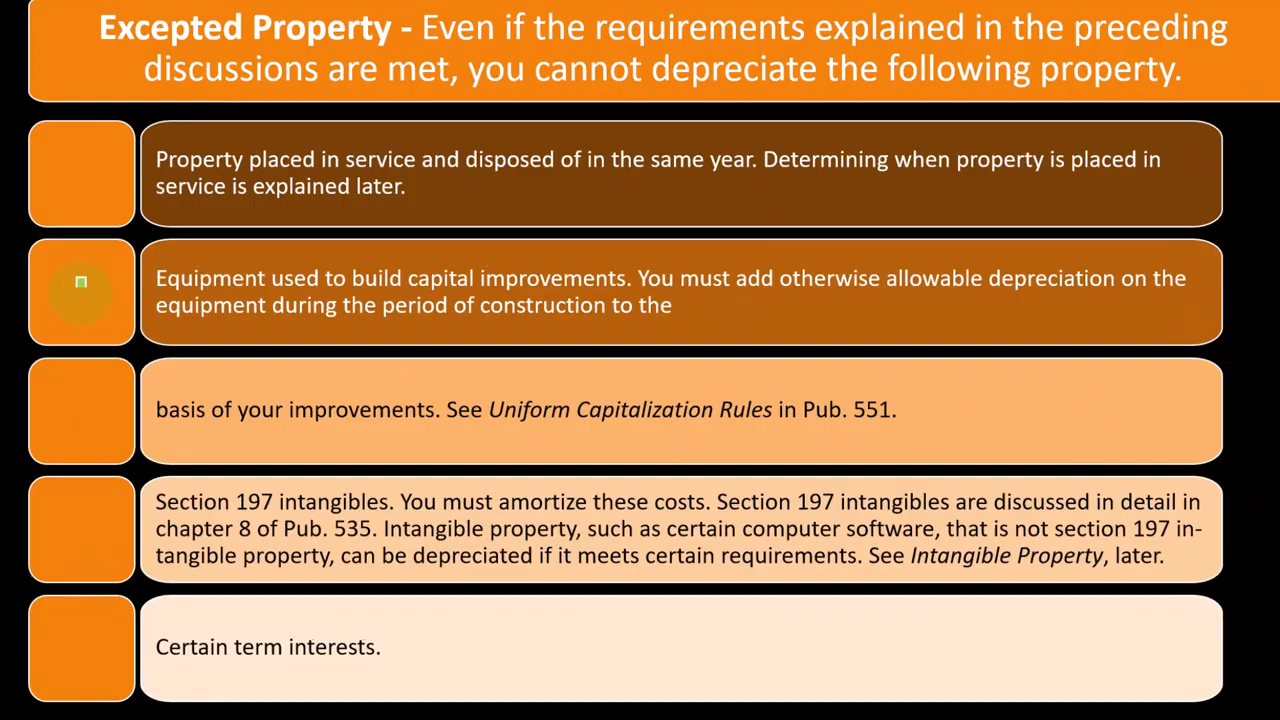 Excepted Property - Even if the requirements explained in the preceding
discussions are met, you cannot depreciate the following property.
Property placed in service and disposed of in the same year. Determining when property is placed in
service is explained later.
Equipment used to build capital improvements. You must add otherwise allowable depreciation on the
equipment during the period of construction to the
basis of your improvements. See Uniform Capitalization Rules in Pub. 551.
Section 197 intangibles. You must amortize these costs. Section 197 intangibles are discussed in detail in
chapter 8 of Pub. 535. Intangible property, such as certain computer software, that is not section 197 in-
tangible property, can be depreciated if it meets certain requirements. See Intangible Property, later.
Certain term interests.